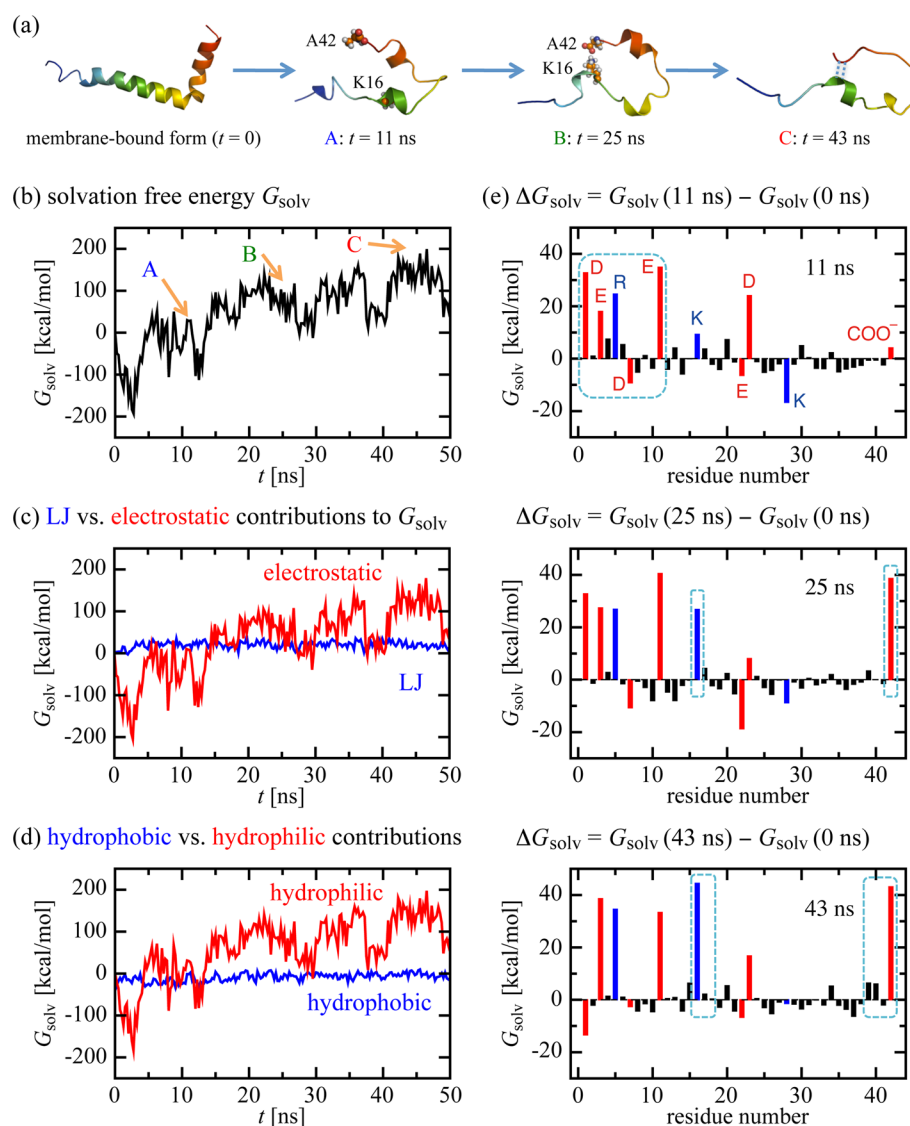 (a)
A42
K16
A42
K16
membrane-bound form (t = 0)
A: t = 11 ns
B: t = 25 ns
C: t = 43 ns
(b) solvation free energy Gsolv
200
100
0
-100
-200
Gsolv [kcal/mol]
A
B
C
0 10 20 30 40 50
t [ns]
(c) LJ vs. electrostatic contributions to Gsolv
200
100
0
-100
-200
Gsolv [kcal/mol]
electrostatic
LJ
0 10 20 30 40 50
t [ns]
(d) hydrophobic vs. hydrophilic contributions
200
100
0
-100
-200
Gsolv [kcal/mol]
hydrophilic
hydrophobic
0 10 20 30 40 50
t [ns]
(e) ΔGsolv = Gsolv (11 ns) – Gsolv (0 ns)
40
20
0
-20
Gsolv [kcal/mol]
D
E
R
D
E
K
E
D
K
COO⁻
11 ns
0 10 20 30 40
residue number
ΔGsolv = Gsolv (25 ns) – Gsolv (0 ns)
40
20
0
-20
Gsolv [kcal/mol]
25 ns
0 10 20 30 40
residue number
ΔGsolv = Gsolv (43 ns) – Gsolv (0 ns)
40
20
0
-20
Gsolv [kcal/mol]
43 ns
0 10 20 30 40
residue number